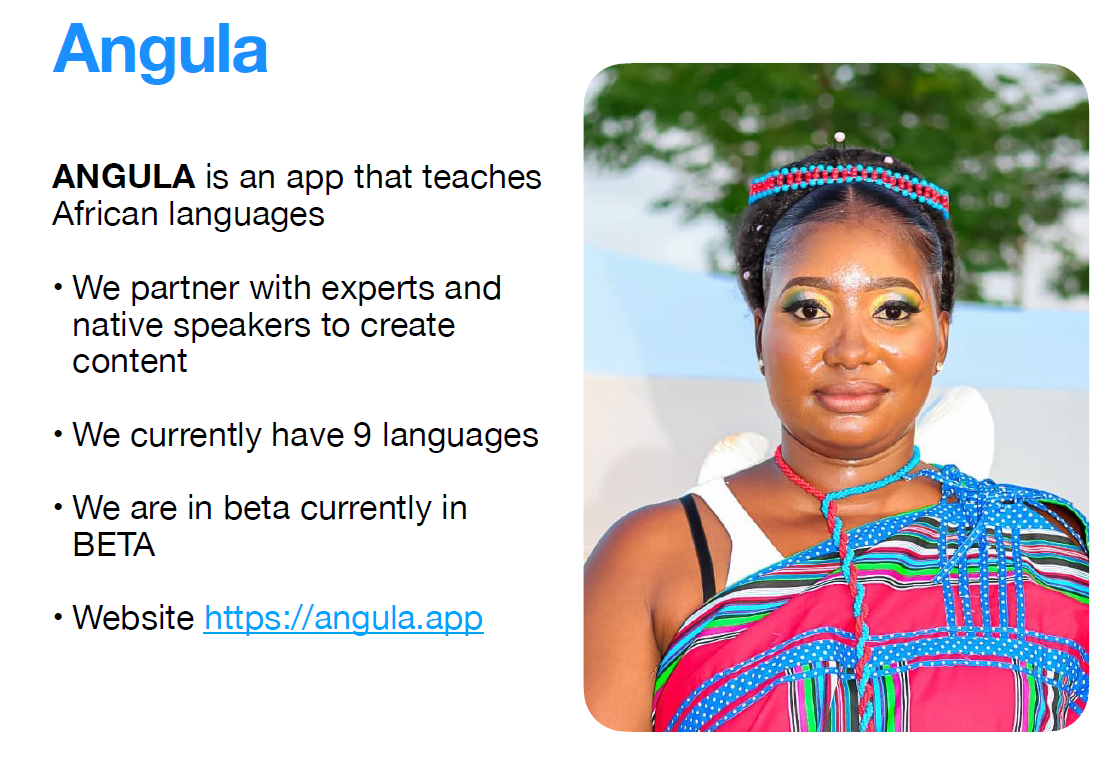 Angula
ANGULA is an app that teaches
African languages
• We partner with experts and
native speakers to create
content
• We currently have 9 languages
• We are in beta currently in
BETA
• Website https://angula.app